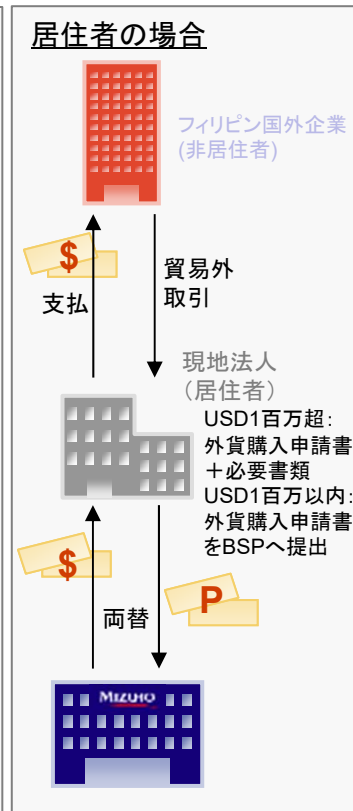 居住者の場合
フィリピン国外企業
(非居住者)
$
支払
貿易外
取引
現地法人
（居住者）
USD1百万超:
外貨購入申請書
＋必要書類
USD1百万以内:
外貨購入申請書
をBSPへ提出
$
両替
P
MIZUHO